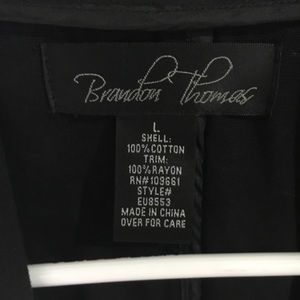 Brandon Thomas
L
SHELL:
100%COTTON
TRIM:
100%RAYON
RN#109661
STYLE#
EU8553
MADE IN CHINA
OVER FOR CARE